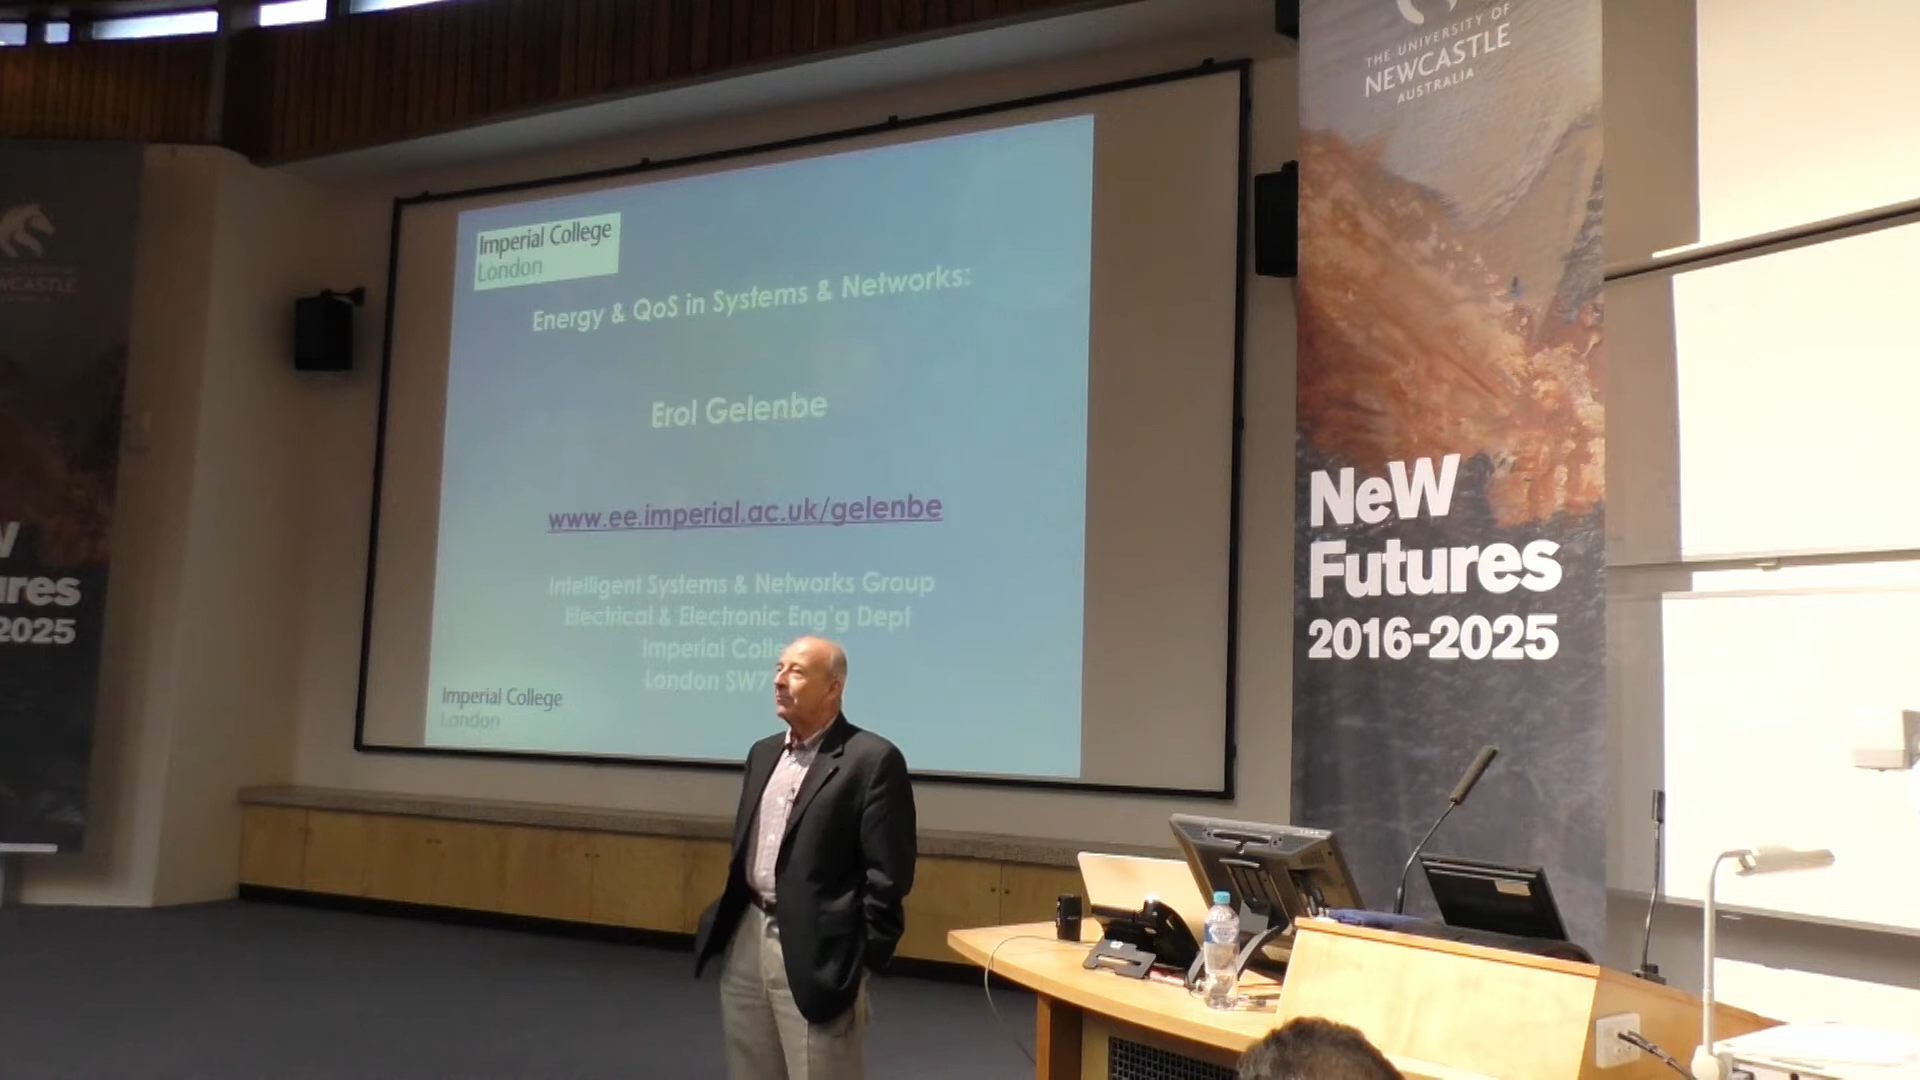 Imperial College
London
Energy & QoS in Systems & Networks:
Erol Gelenbe
www.ee.imperial.ac.uk/gelenbe
Intelligent Systems & Networks Group
Electrical & Electronic Eng'g Dept
Imperial Colle
London SW7
Imperial College
London
THE UNIVERSITY OF
NEWCASTLE
AUSTRALIA
NeW
Futures
2016-2025
EWCASTLE
W
ures
2025